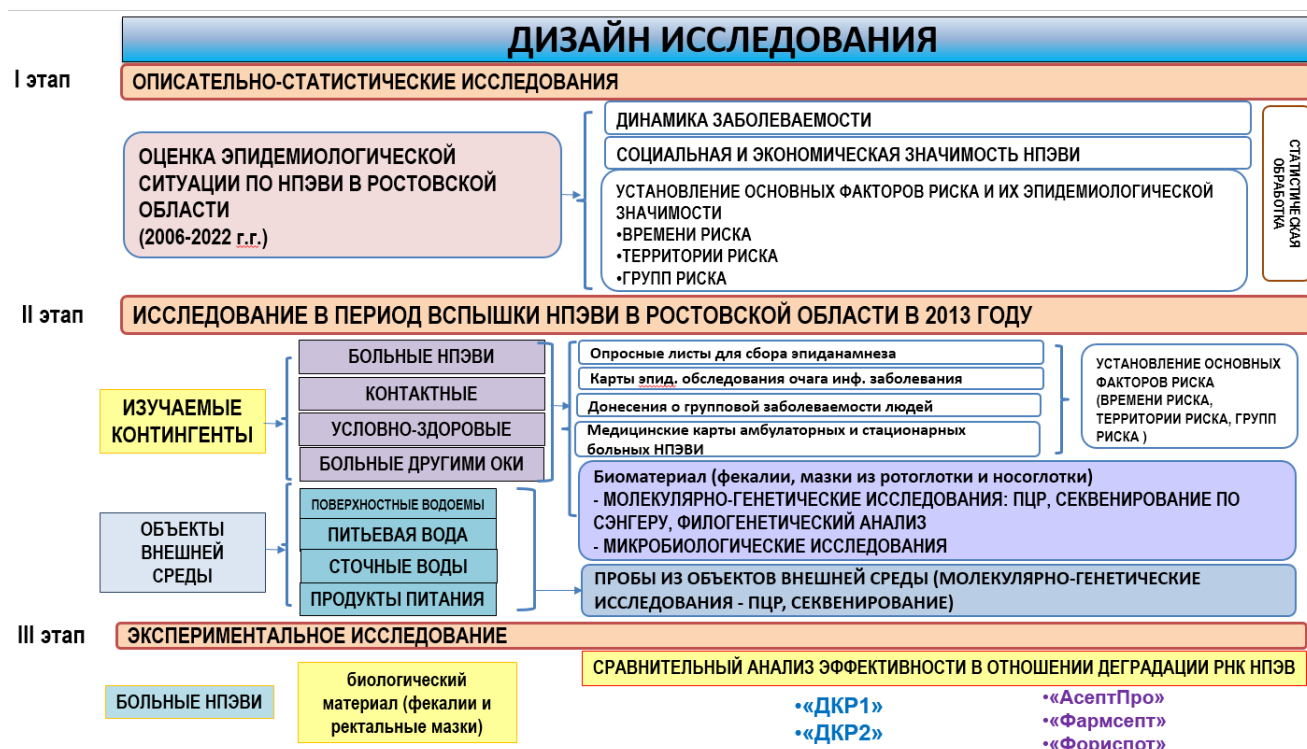 ДИЗАЙН ИССЛЕДОВАНИЯ
I этап
ОПИСАТЕЛЬНО-СТАТИСТИЧЕСКИЕ ИССЛЕДОВАНИЯ
ОЦЕНКА ЭПИДЕМИОЛОГИЧЕСКОЙ
СИТУАЦИИ ПО НПЭВИ В РОСТОВСКОЙ
ОБЛАСТИ
(2006-2022 г.г.)
ДИНАМИКА ЗАБОЛЕВАЕМОСТИ
СОЦИАЛЬНАЯ И ЭКОНОМИЧЕСКАЯ ЗНАЧИМОСТЬ НПЭВИ
УСТАНОВЛЕНИЕ ОСНОВНЫХ ФАКТОРОВ РИСКА И ИХ ЭПИДЕМИОЛОГИЧЕСКОЙ
ЗНАЧИМОСТИ
•ВРЕМЕНИ РИСКА
•ТЕРРИТОРИИ РИСКА
•ГРУПП РИСКА
СТАТИСТИЧЕСКАЯ
ОБРАБОТКА
II этап
ИССЛЕДОВАНИЕ В ПЕРИОД ВСПЫШКИ НПЭВИ В РОСТОВСКОЙ ОБЛАСТИ В 2013 ГОДУ
ИЗУЧАЕМЫЕ
КОНТИНГЕНТЫ
БОЛЬНЫЕ НПЭВИ
КОНТАКТНЫЕ
УСЛОВНО-ЗДОРОВЫЕ
БОЛЬНЫЕ ДРУГИМИ ОКИ
Опросные листы для сбора эпиданамнеза
Карты эпид. обследования очага инф. заболевания
Донесения о групповой заболеваемости людей
Медицинские карты амбулаторных и стационарных
больных НПЭВИ
УСТАНОВЛЕНИЕ ОСНОВНЫХ
ФАКТОРОВ РИСКА
(ВРЕМЕНИ РИСКА,
ТЕРРИТОРИИ РИСКА, ГРУПП
РИСКА )
Биоматериал (фекалии, мазки из ротоглотки и носоглотки)
- МОЛЕКУЛЯРНО-ГЕНЕТИЧЕСКИЕ ИССЛЕДОВАНИЯ: ПЦР, СЕКВЕНИРОВАНИЕ ПО
СЭНГЕРУ, ФИЛОГЕНЕТИЧЕСКИЙ АНАЛИЗ
- МИКРОБИОЛОГИЧЕСКИЕ ИССЛЕДОВАНИЯ
ОБЪЕКТЫ
ВНЕШНЕЙ
СРЕДЫ
ПОВЕРХНОСТНЫЕ ВОДОЕМЫ
ПИТЬЕВАЯ ВОДА
СТОЧНЫЕ ВОДЫ
ПРОДУКТЫ ПИТАНИЯ
ПРОБЫ ИЗ ОБЪЕКТОВ ВНЕШНЕЙ СРЕДЫ (МОЛЕКУЛЯРНО-ГЕНЕТИЧЕСКИЕ
ИССЛЕДОВАНИЯ - ПЦР, СЕКВЕНИРОВАНИЕ)
III этап
ЭКСПЕРИМЕНТАЛЬНОЕ ИССЛЕДОВАНИЕ
БОЛЬНЫЕ НПЭВИ
биологический
материал (фекалии и
ректальные мазки)
СРАВНИТЕЛЬНЫЙ АНАЛИЗ ЭФФЕКТИВНОСТИ В ОТНОШЕНИИ ДЕГРАДАЦИИ РНК НПЭВ
•«ДКР1»
•«ДКР2»
•«АсептПро»
•«Фармсепт»
•«Фориспот»